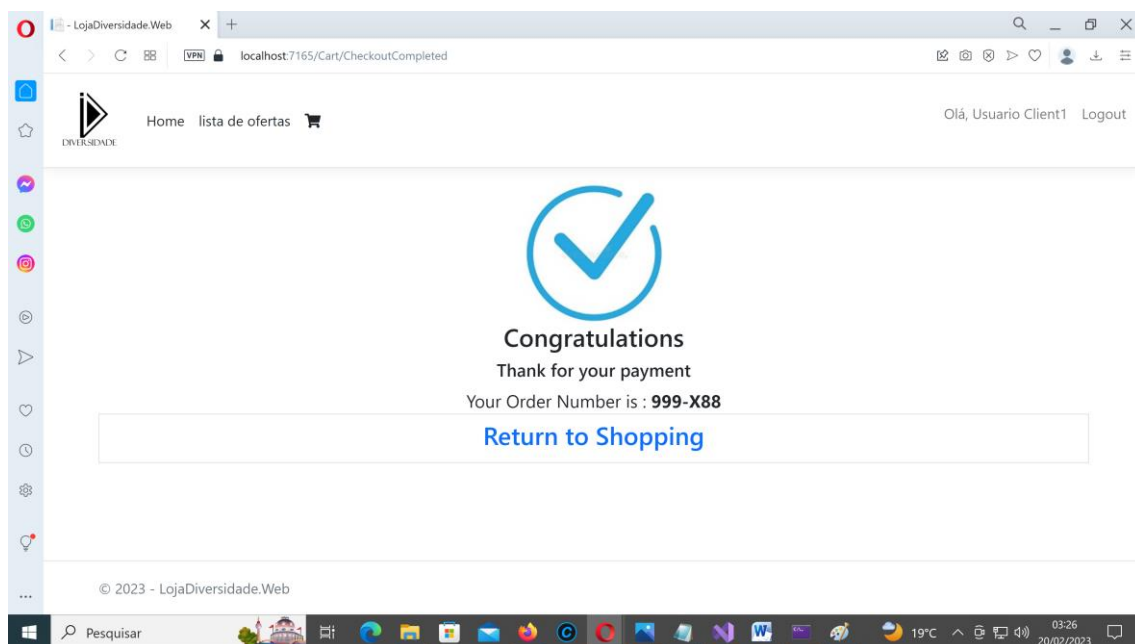 - LojaDiversidade.Web
VPN localhost:7165/Cart/CheckoutCompleted
DIVERSIDADE
Home lista de ofertas
Olá, Usuario Client1 Logout
Congratulations
Thank for your payment
Your Order Number is : 999-X88
Return to Shopping
© 2023 - LojaDiversidade.Web
Pesquisar
19°C
03:26
20/02/2023